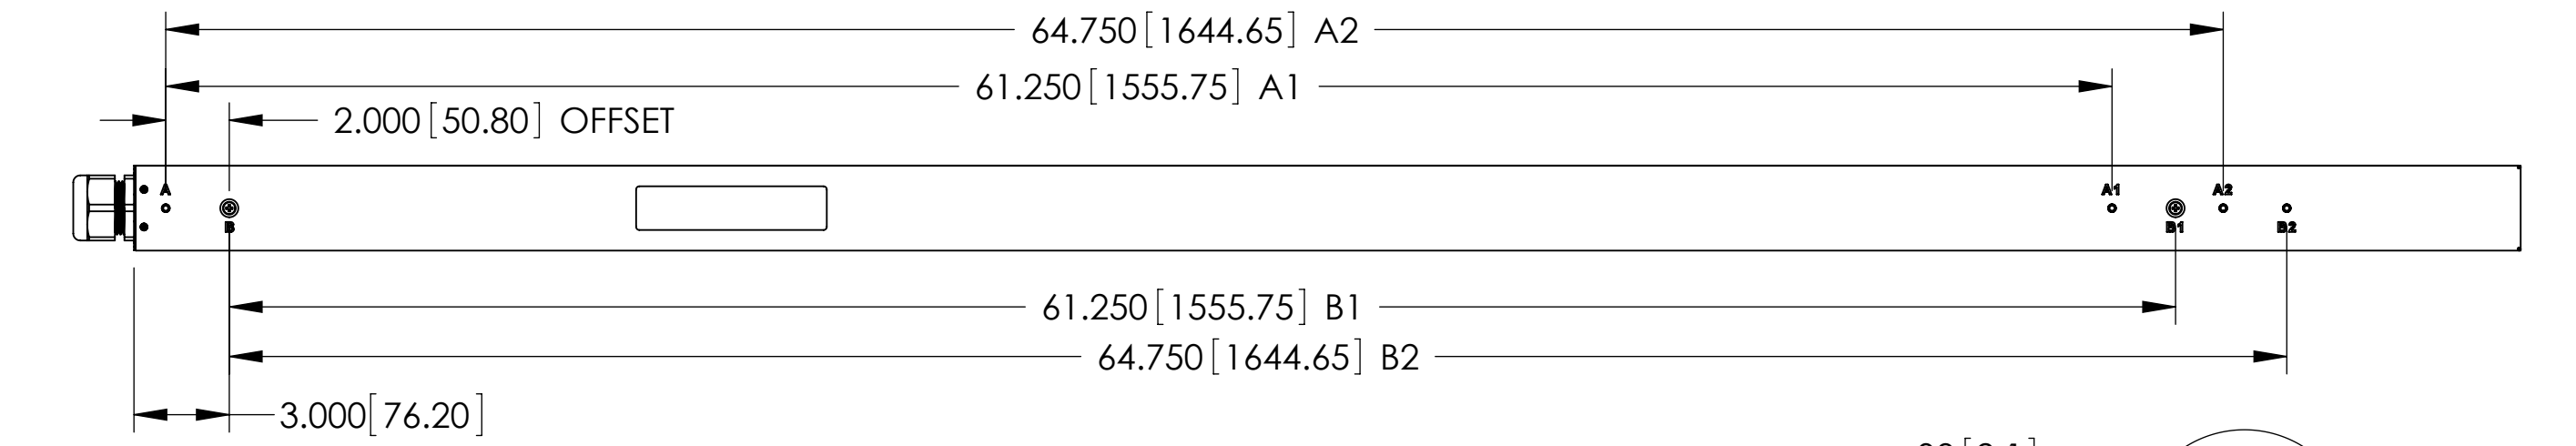 64.750[1644.65] A2
61.250[1555.75] A1
2.000[50.80] OFFSET
A
A1
A2
B
B1
B2
61.250[1555.75] B1
64.750[1644.65] B2
3.000[76.20]